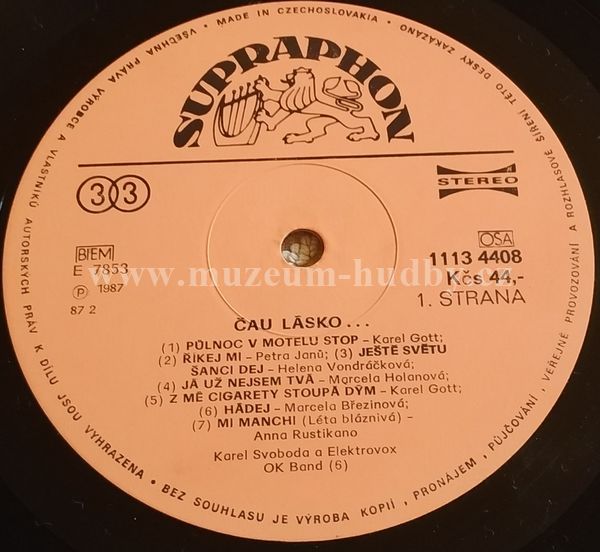 VŠECHNA PRÁVA VÝROBCE A VLASTNÍKŮ AUTORSKÝCH PRÁV K DÍLU JSOU VYHRAZENA • BEZ SOUHLASU JE VÝROBA KOPIÍ, PRONÁJEM, PŮJČOVÁNÍ, VEŘEJNÉ PROVOZOVÁNÍ A ROZHLASOVÉ ŠÍŘENÍ TÉTO DESKY ZAKÁZÁNO • MADE IN CZECHOSLOVAKIA •
SUPRAPHON
33
STEREO
BIEM
E 7853
Ⓟ 1987
87 2
OSA
1113 4408
Kčs 44,-
1. STRANA
www.muzeum-hudby.cz
ČAU LÁSKO...
(1) PŮLNOC V MOTELU STOP – Karel Gott;
(2) ŘÍKEJ MI – Petra Janů; (3) JEŠTĚ SVĚTU
ŠANCI DEJ – Helena Vondráčková;
(4) JÁ UŽ NEJSEM TVÁ – Marcela Holanová;
(5) Z MÉ CIGARETY STOUPÁ DÝM – Karel Gott;
(6) HÁDEJ – Marcela Březinová;
(7) MI MANCHI (Léta bláznivá) –
Anna Rustikano
Karel Svoboda a Elektrovox
OK Band (6)